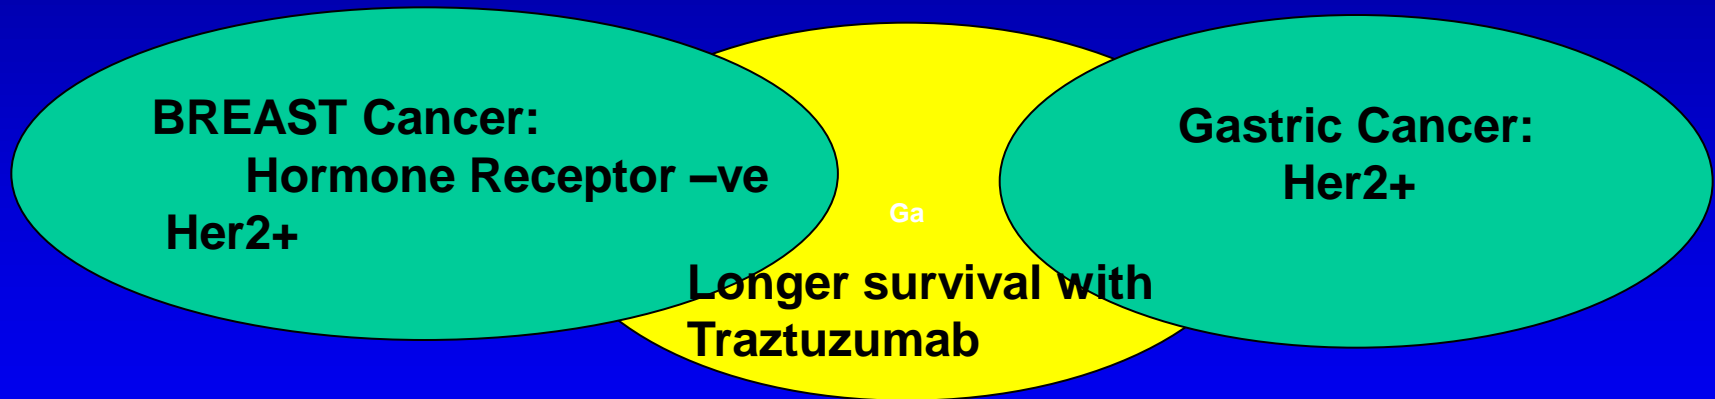 BREAST Cancer:
Hormone Receptor –ve
Her2+
Ga
Longer survival with
Traztuzumab
Gastric Cancer:
Her2+